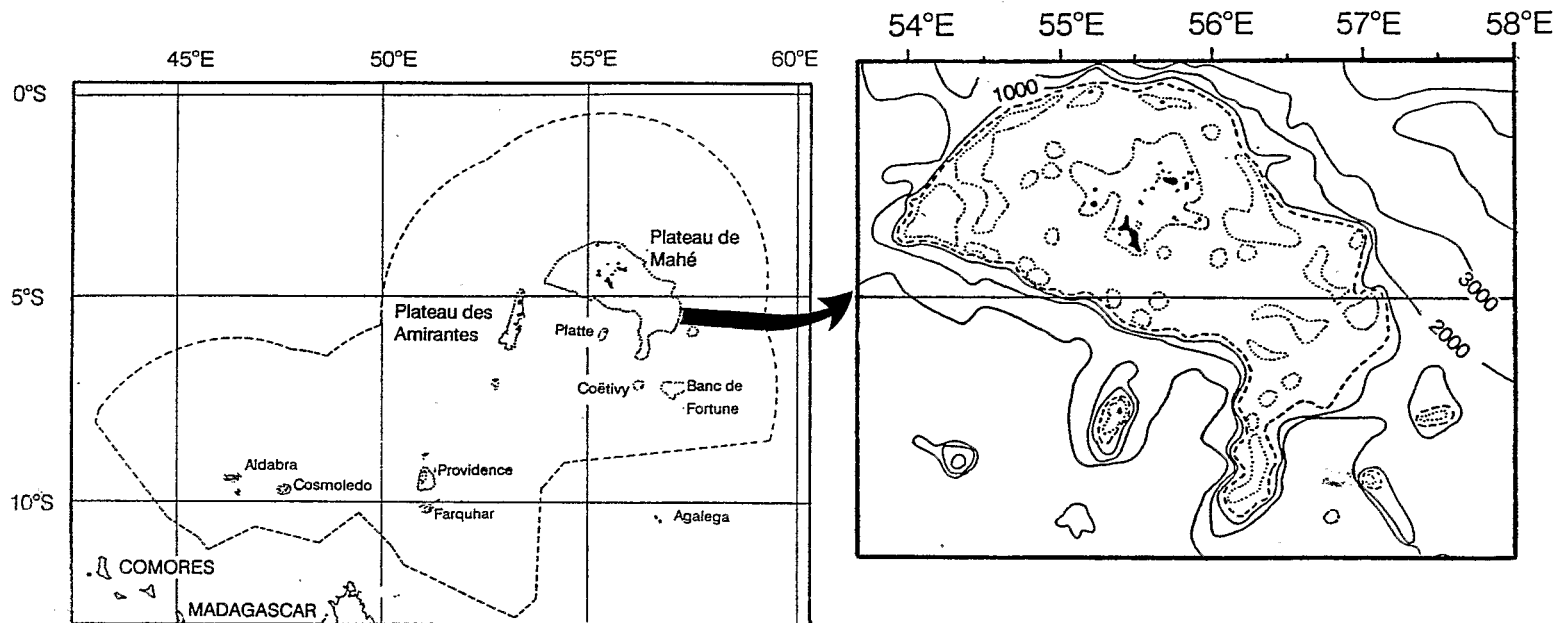 45°E
50°E
55°E
60°E
0°S
5°S
10°S
Plateau de
Mahé
Plateau des
Amirantes
Platte
Coëtivy
Banc de
Fortune
Aldabra
Cosmoledo
Providence
Farquhar
Agalega
COMORES
MADAGASCAR
54°E
55°E
56°E
57°E
58°E
1000
3000
2000